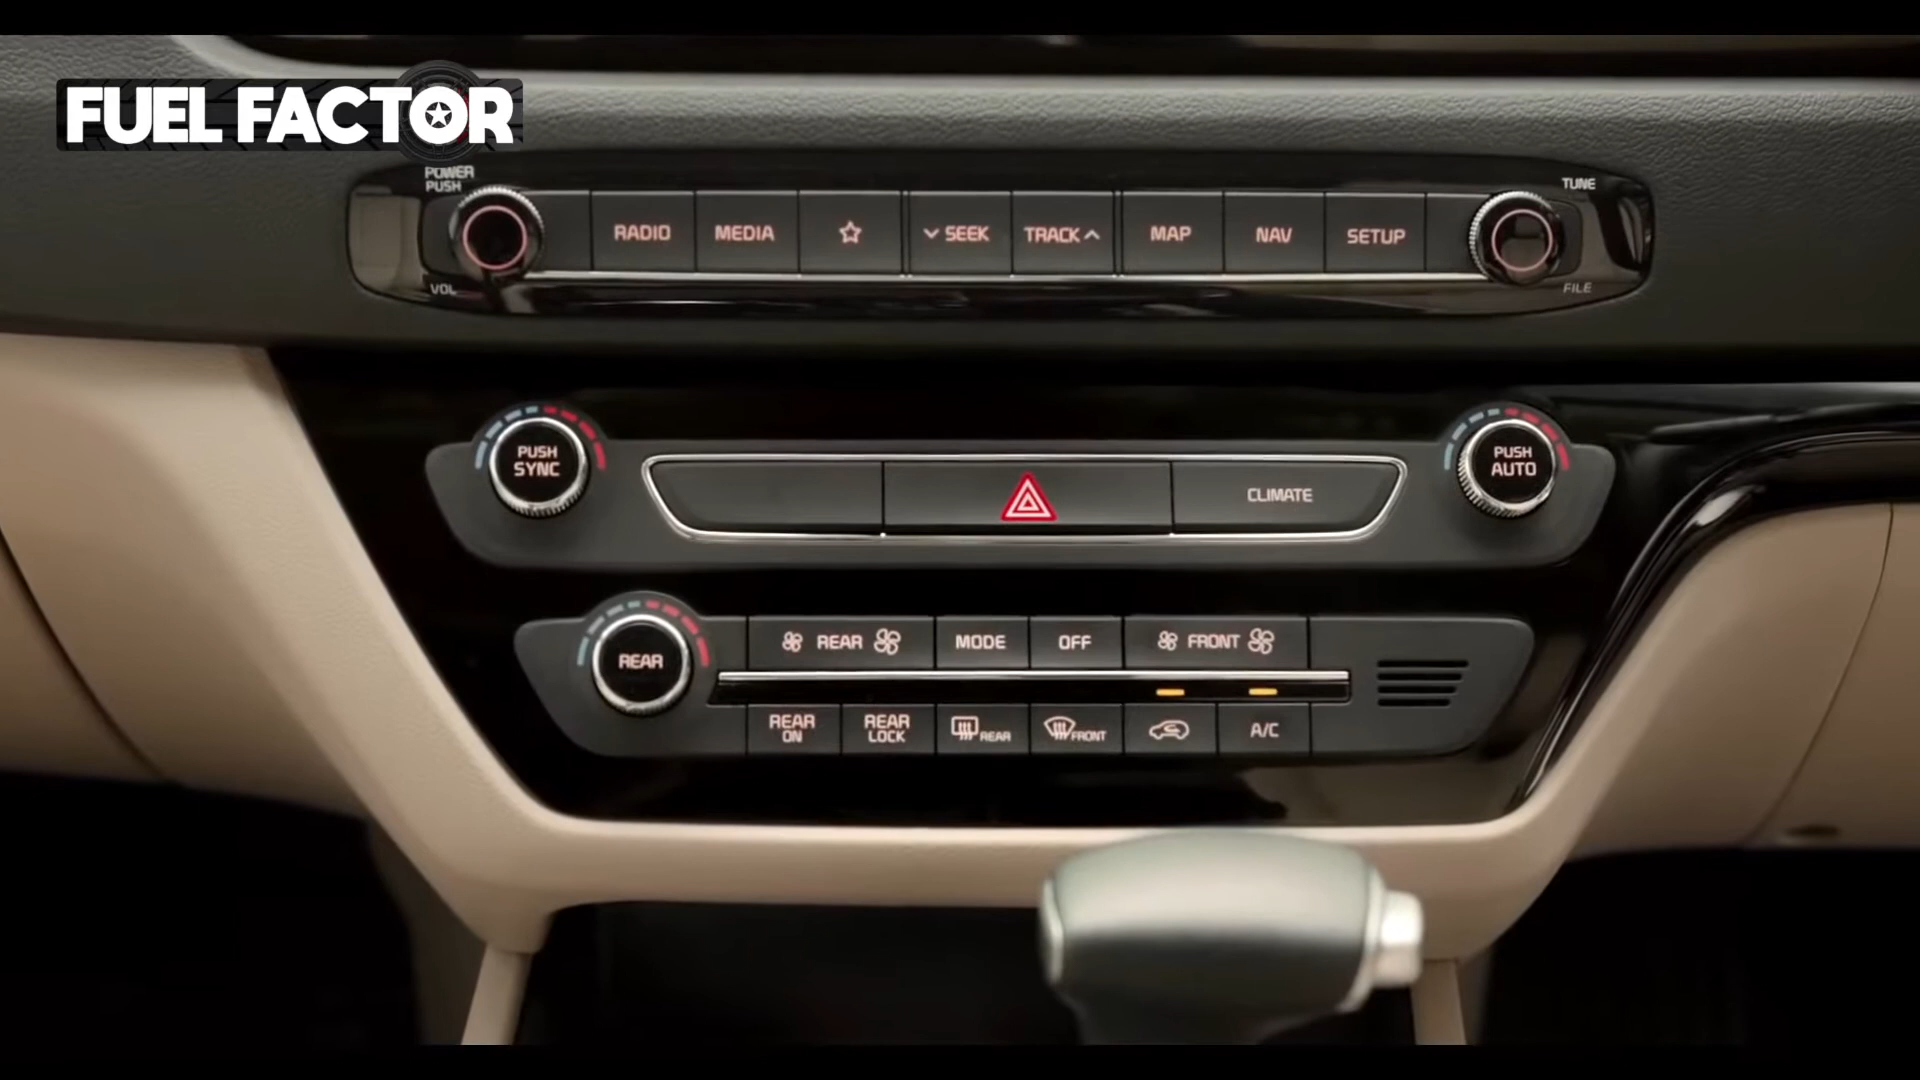 FUEL FACTOR
POWER
PUSH
VOL
RADIO
MEDIA
SEEK
TRACK
MAP
NAV
SETUP
TUNE
FILE
PUSH
SYNC
CLIMATE
PUSH
AUTO
REAR
REAR
MODE
OFF
FRONT
REAR
ON
REAR
LOCK
REAR
FRONT
A/C